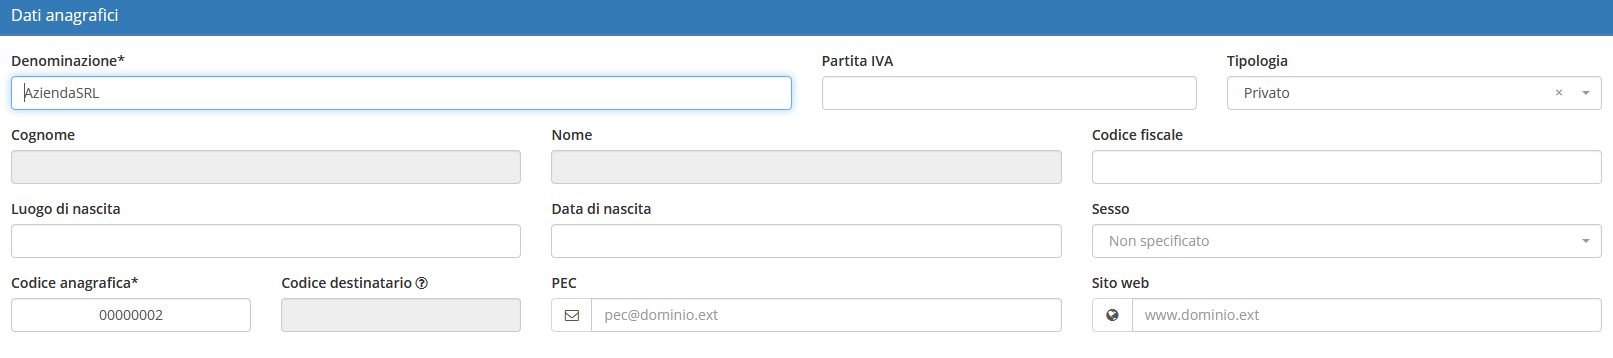 Dati anagrafici
Denominazione* Partita IVA Tipologia
AziendaSRL Privato ×
Cognome Nome Codice fiscale
Luogo di nascita Data di nascita Sesso
Non specificato
Codice anagrafica* Codice destinatario ? PEC Sito web
00000002 pec@dominio.ext www.dominio.ext